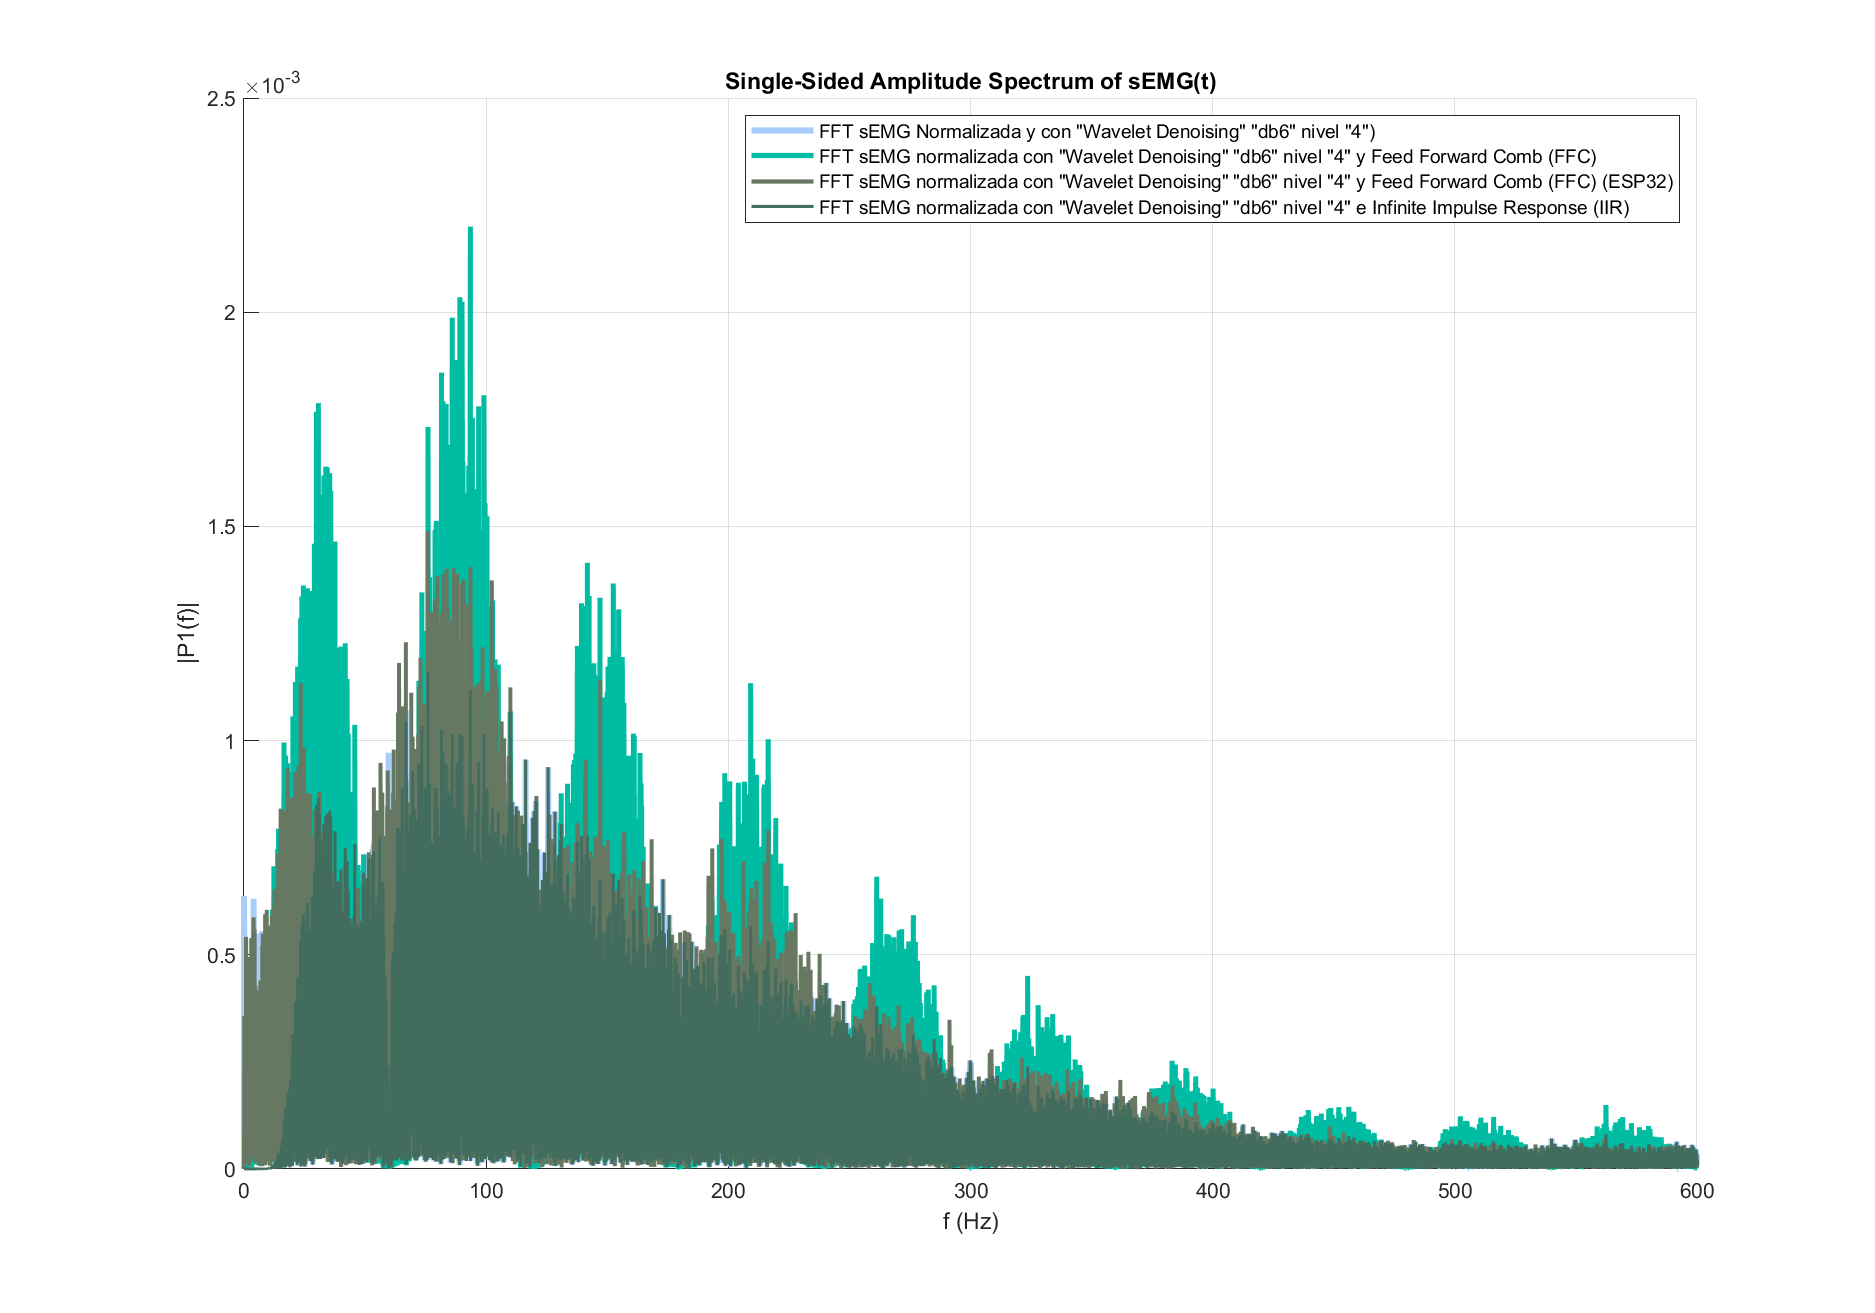 Single-Sided Amplitude Spectrum of sEMG(t)
×10-3
2.5
2
1.5
1
0.5
0
|P1(f)|
FFT sEMG Normalizada y con "Wavelet Denoising" "db6" nivel "4")
FFT sEMG normalizada con "Wavelet Denoising" "db6" nivel "4" y Feed Forward Comb (FFC)
FFT sEMG normalizada con "Wavelet Denoising" "db6" nivel "4" y Feed Forward Comb (FFC) (ESP32)
FFT sEMG normalizada con "Wavelet Denoising" "db6" nivel "4" e Infinite Impulse Response (IIR)
0 100 200 300 400 500 600
f (Hz)